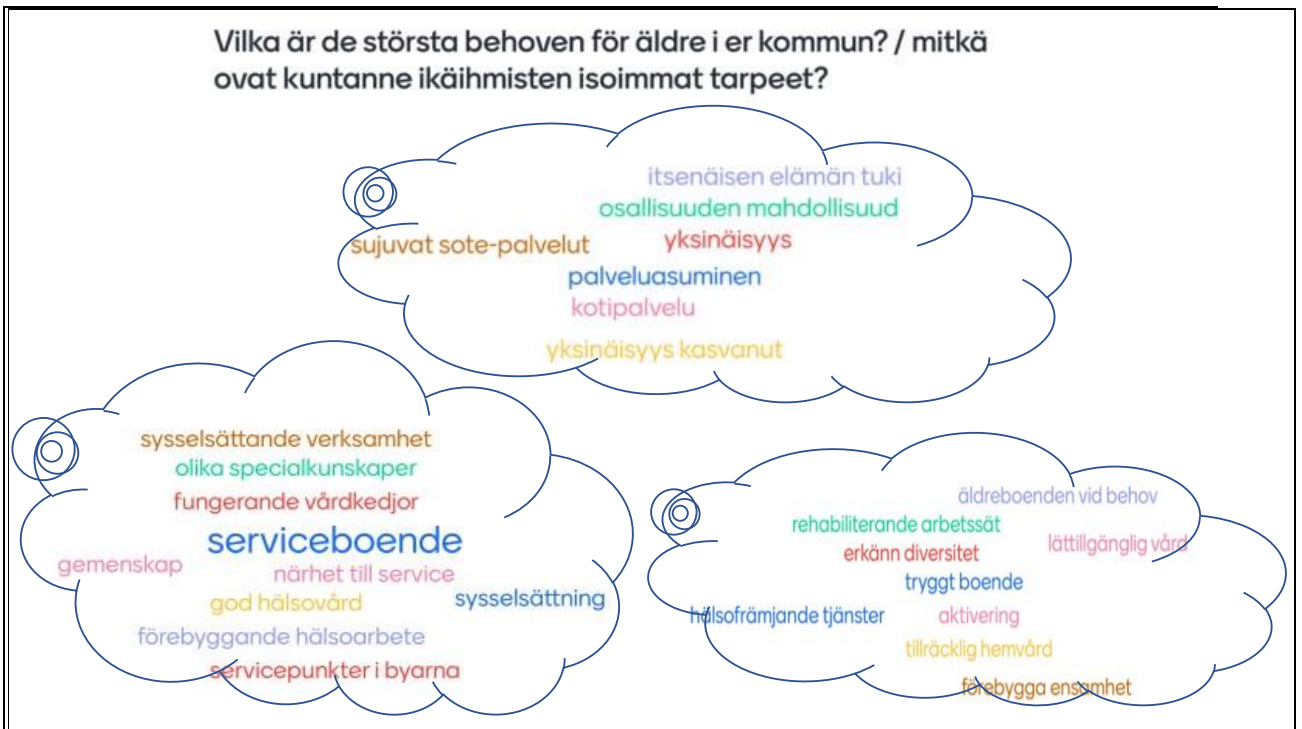 Vilka är de största behoven för äldre i er kommun? / mitkä
ovat kuntanne ikäihmisten isoimmat tarpeet?
itsenäisen elämän tuki
osallisuuden mahdollisuud
sujuvat sote-palvelut
yksinäisyys
palveluasuminen
kotipalvelu
yksinäisyys kasvanut
sysselsättande verksamhet
olika specialkunskaper
fungerande vårdkedjor
serviceboende
gemenskap
närhet till service
god hälsovård
sysselsättning
förebyggande hälsoarbete
servicepunkter i byarna
äldreboenden vid behov
rehabiliterande arbetssät
lättillgänglig vård
erkänn diversitet
tryggt boende
hälsofrämjande tjänster
aktivering
tillräcklig hemvård
förebygga ensamhet